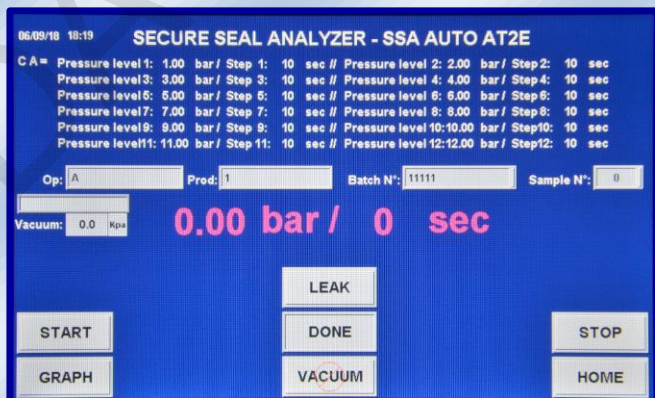 06/09/18 18:19 SECURE SEAL ANALYZER - SSA AUTO AT2E
C A = Pressure level 1: 1.00 bar / Step 1: 10 sec // Pressure level 2: 2.00 bar / Step 2: 10 sec
Pressure level 3: 3.00 bar / Step 3: 10 sec // Pressure level 4: 4.00 bar / Step 4: 10 sec
Pressure level 5: 5.00 bar / Step 5: 10 sec // Pressure level 6: 6.00 bar / Step 6: 10 sec
Pressure level 7: 7.00 bar / Step 7: 10 sec // Pressure level 8: 8.00 bar / Step 8: 10 sec
Pressure level 9: 9.00 bar / Step 9: 10 sec // Pressure level 10: 10.00 bar / Step 10: 10 sec
Pressure level 11: 11.00 bar / Step 11: 10 sec // Pressure level 12: 12.00 bar / Step 12: 10 sec
Op: A Prod: 1 Batch N°: 11111 Sample N°: 0
Vacuum: 0.0 Kpa 0.00 bar / 0 sec
LEAK
START DONE STOP
GRAPH VACUUM HOME